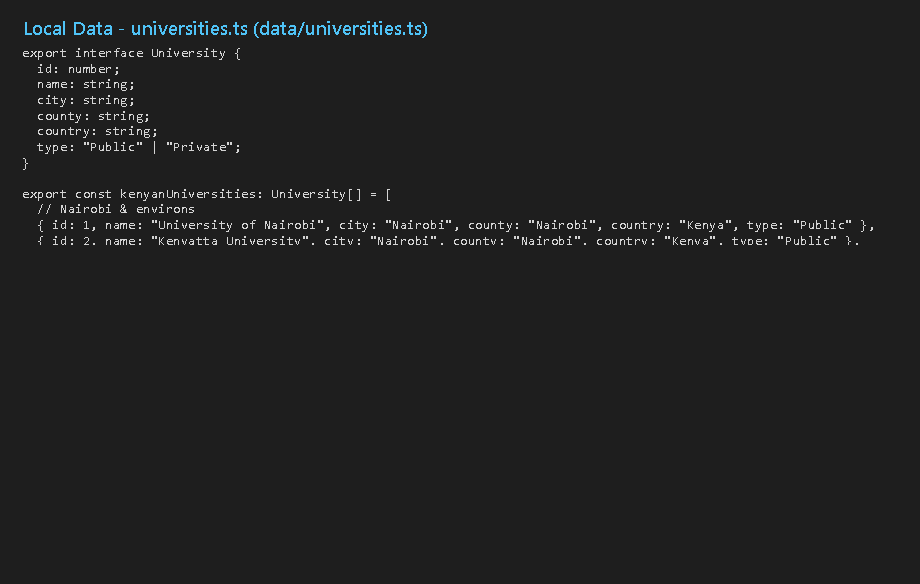 Local Data - universities.ts (data/universities.ts)
export interface University {
  id: number;
  name: string;
  city: string;
  county: string;
  country: string;
  type: "Public" | "Private";
}
export const kenyanUniversities: University[] = [
  // Nairobi & environs
  { id: 1, name: "University of Nairobi", city: "Nairobi", county: "Nairobi", country: "Kenya", type: "Public" },
  { id: 2, name: "Kenyatta University", city: "Nairobi", county: "Nairobi", country: "Kenya", type: "Public" },